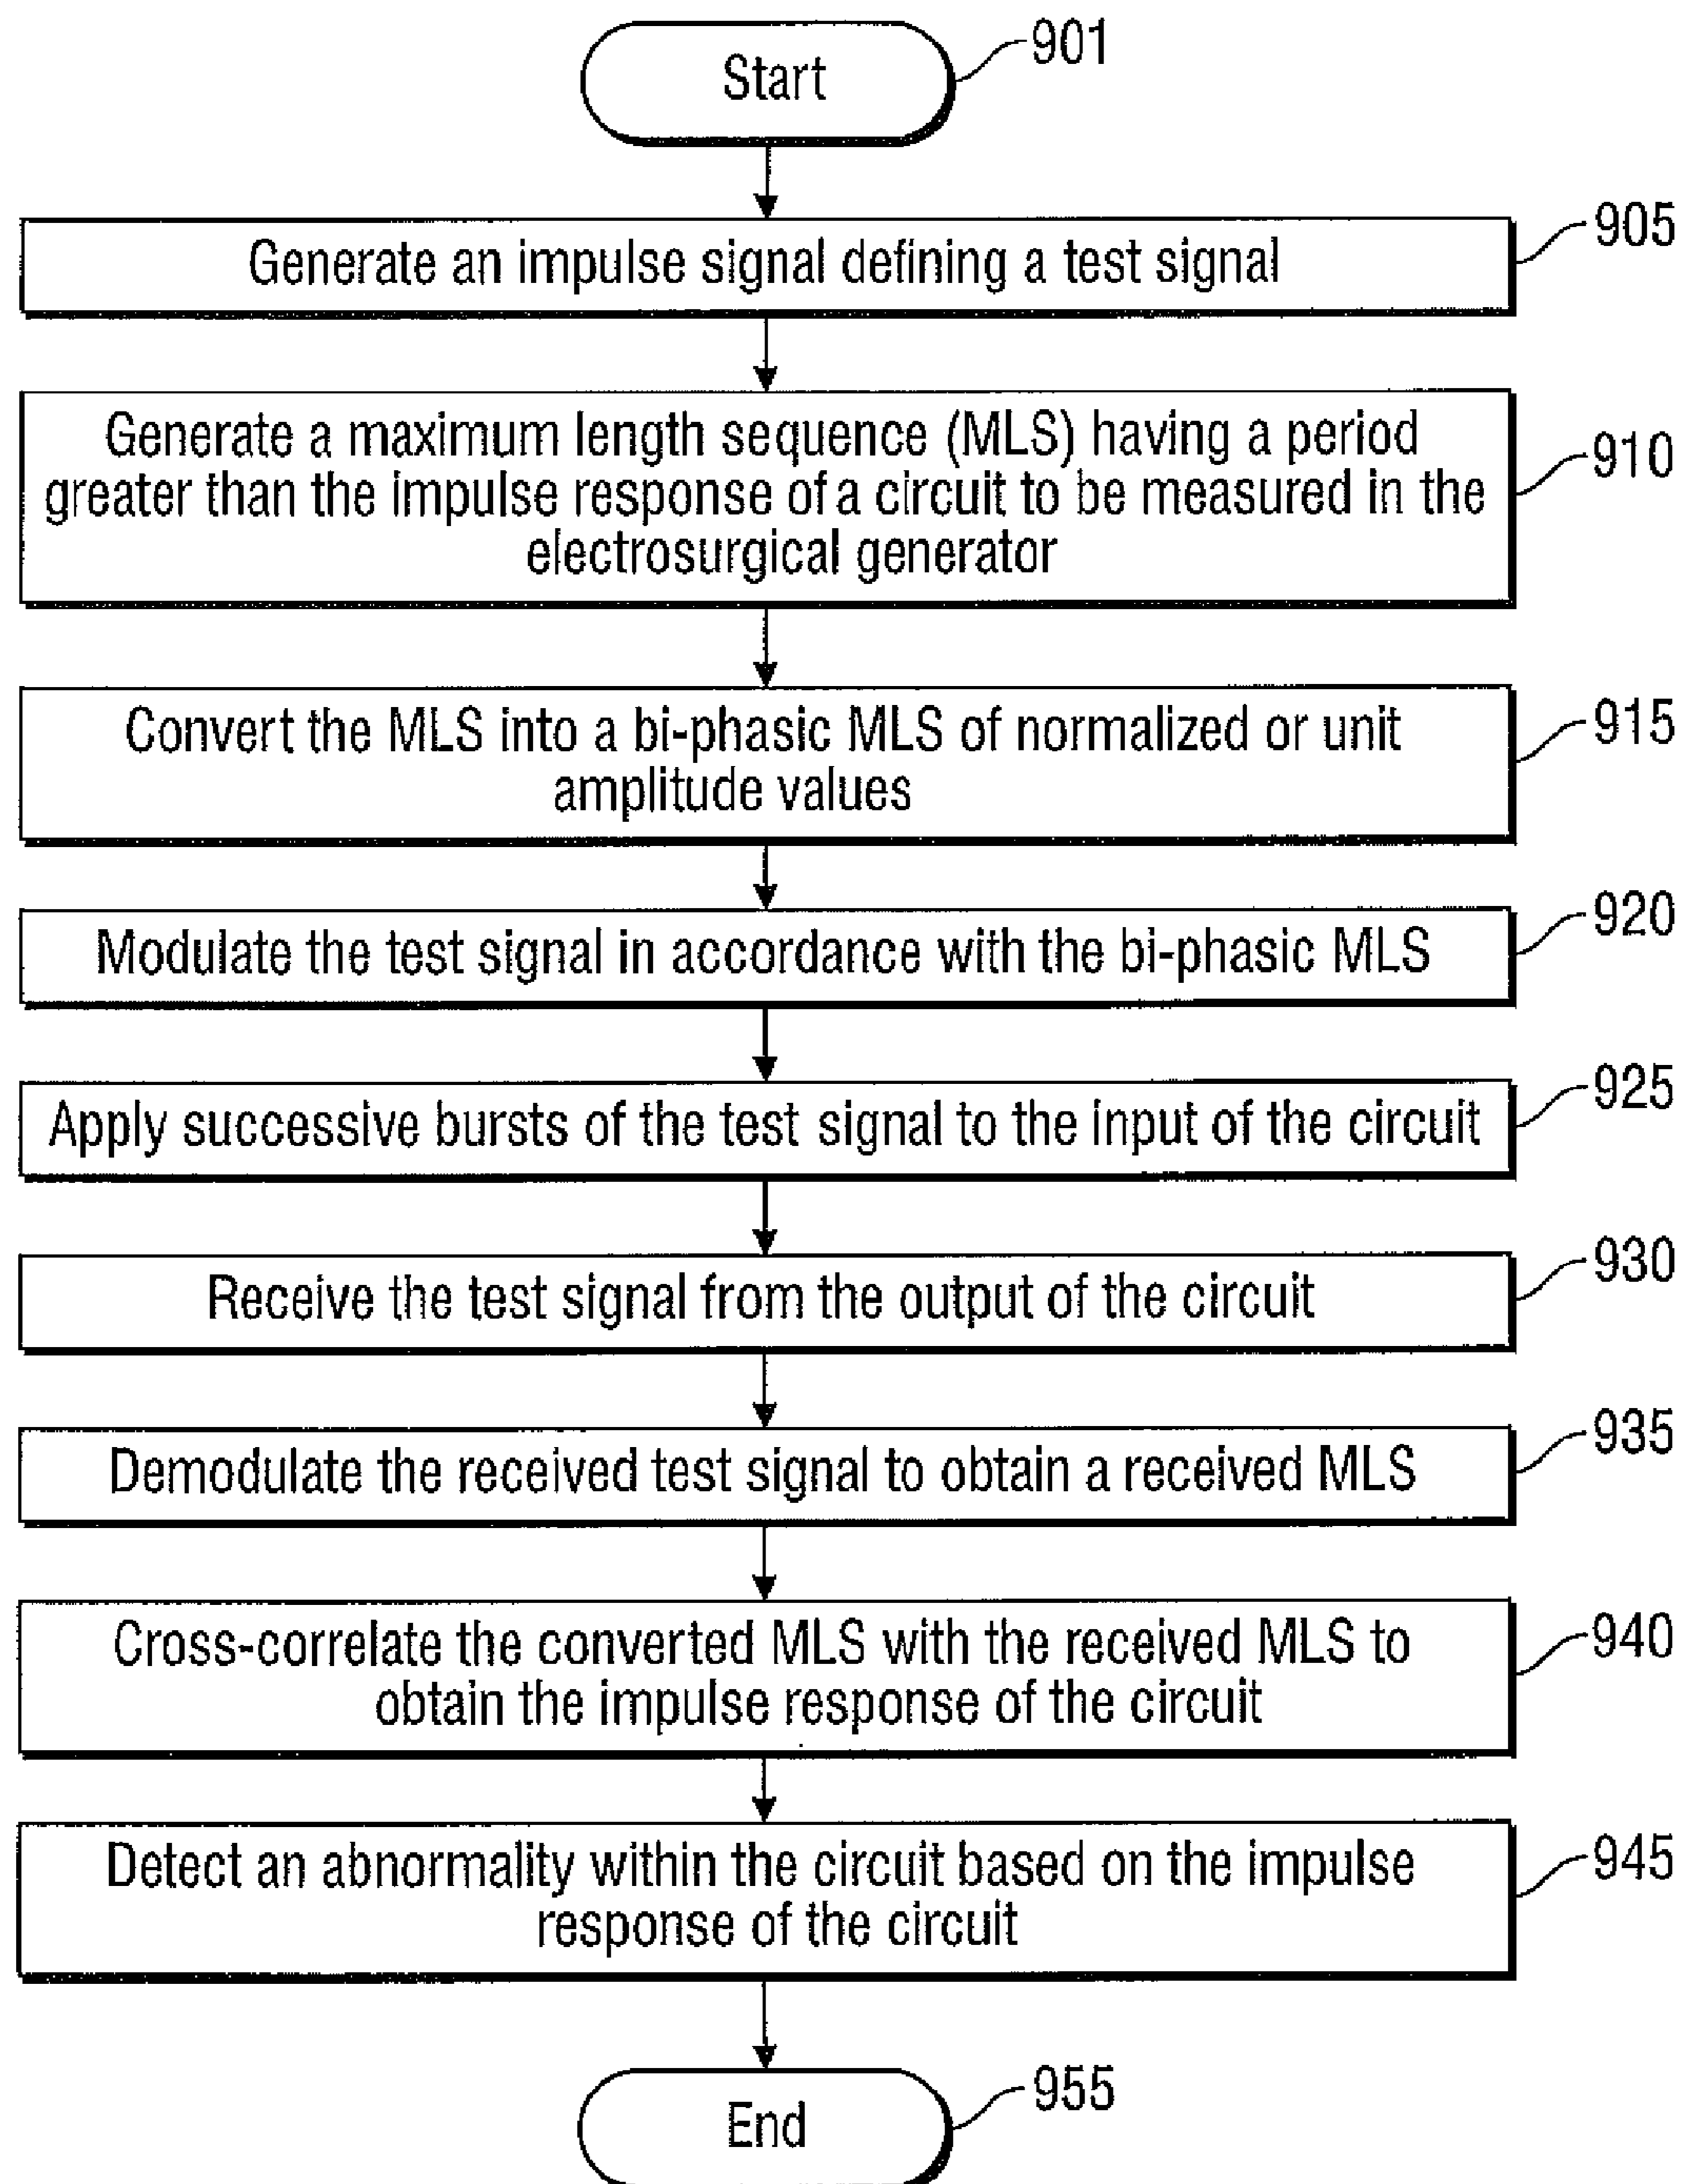 Start
901
Generate an impulse signal defining a test signal
905
Generate a maximum length sequence (MLS) having a period
greater than the impulse response of a circuit to be measured in the
electrosurgical generator
910
Convert the MLS into a bi-phasic MLS of normalized or unit
amplitude values
915
Modulate the test signal in accordance with the bi-phasic MLS
920
Apply successive bursts of the test signal to the input of the circuit
925
Receive the test signal from the output of the circuit
930
Demodulate the received test signal to obtain a received MLS
935
Cross-correlate the converted MLS with the received MLS to
obtain the impulse response of the circuit
940
Detect an abnormality within the circuit based on the impulse
response of the circuit
945
End
955